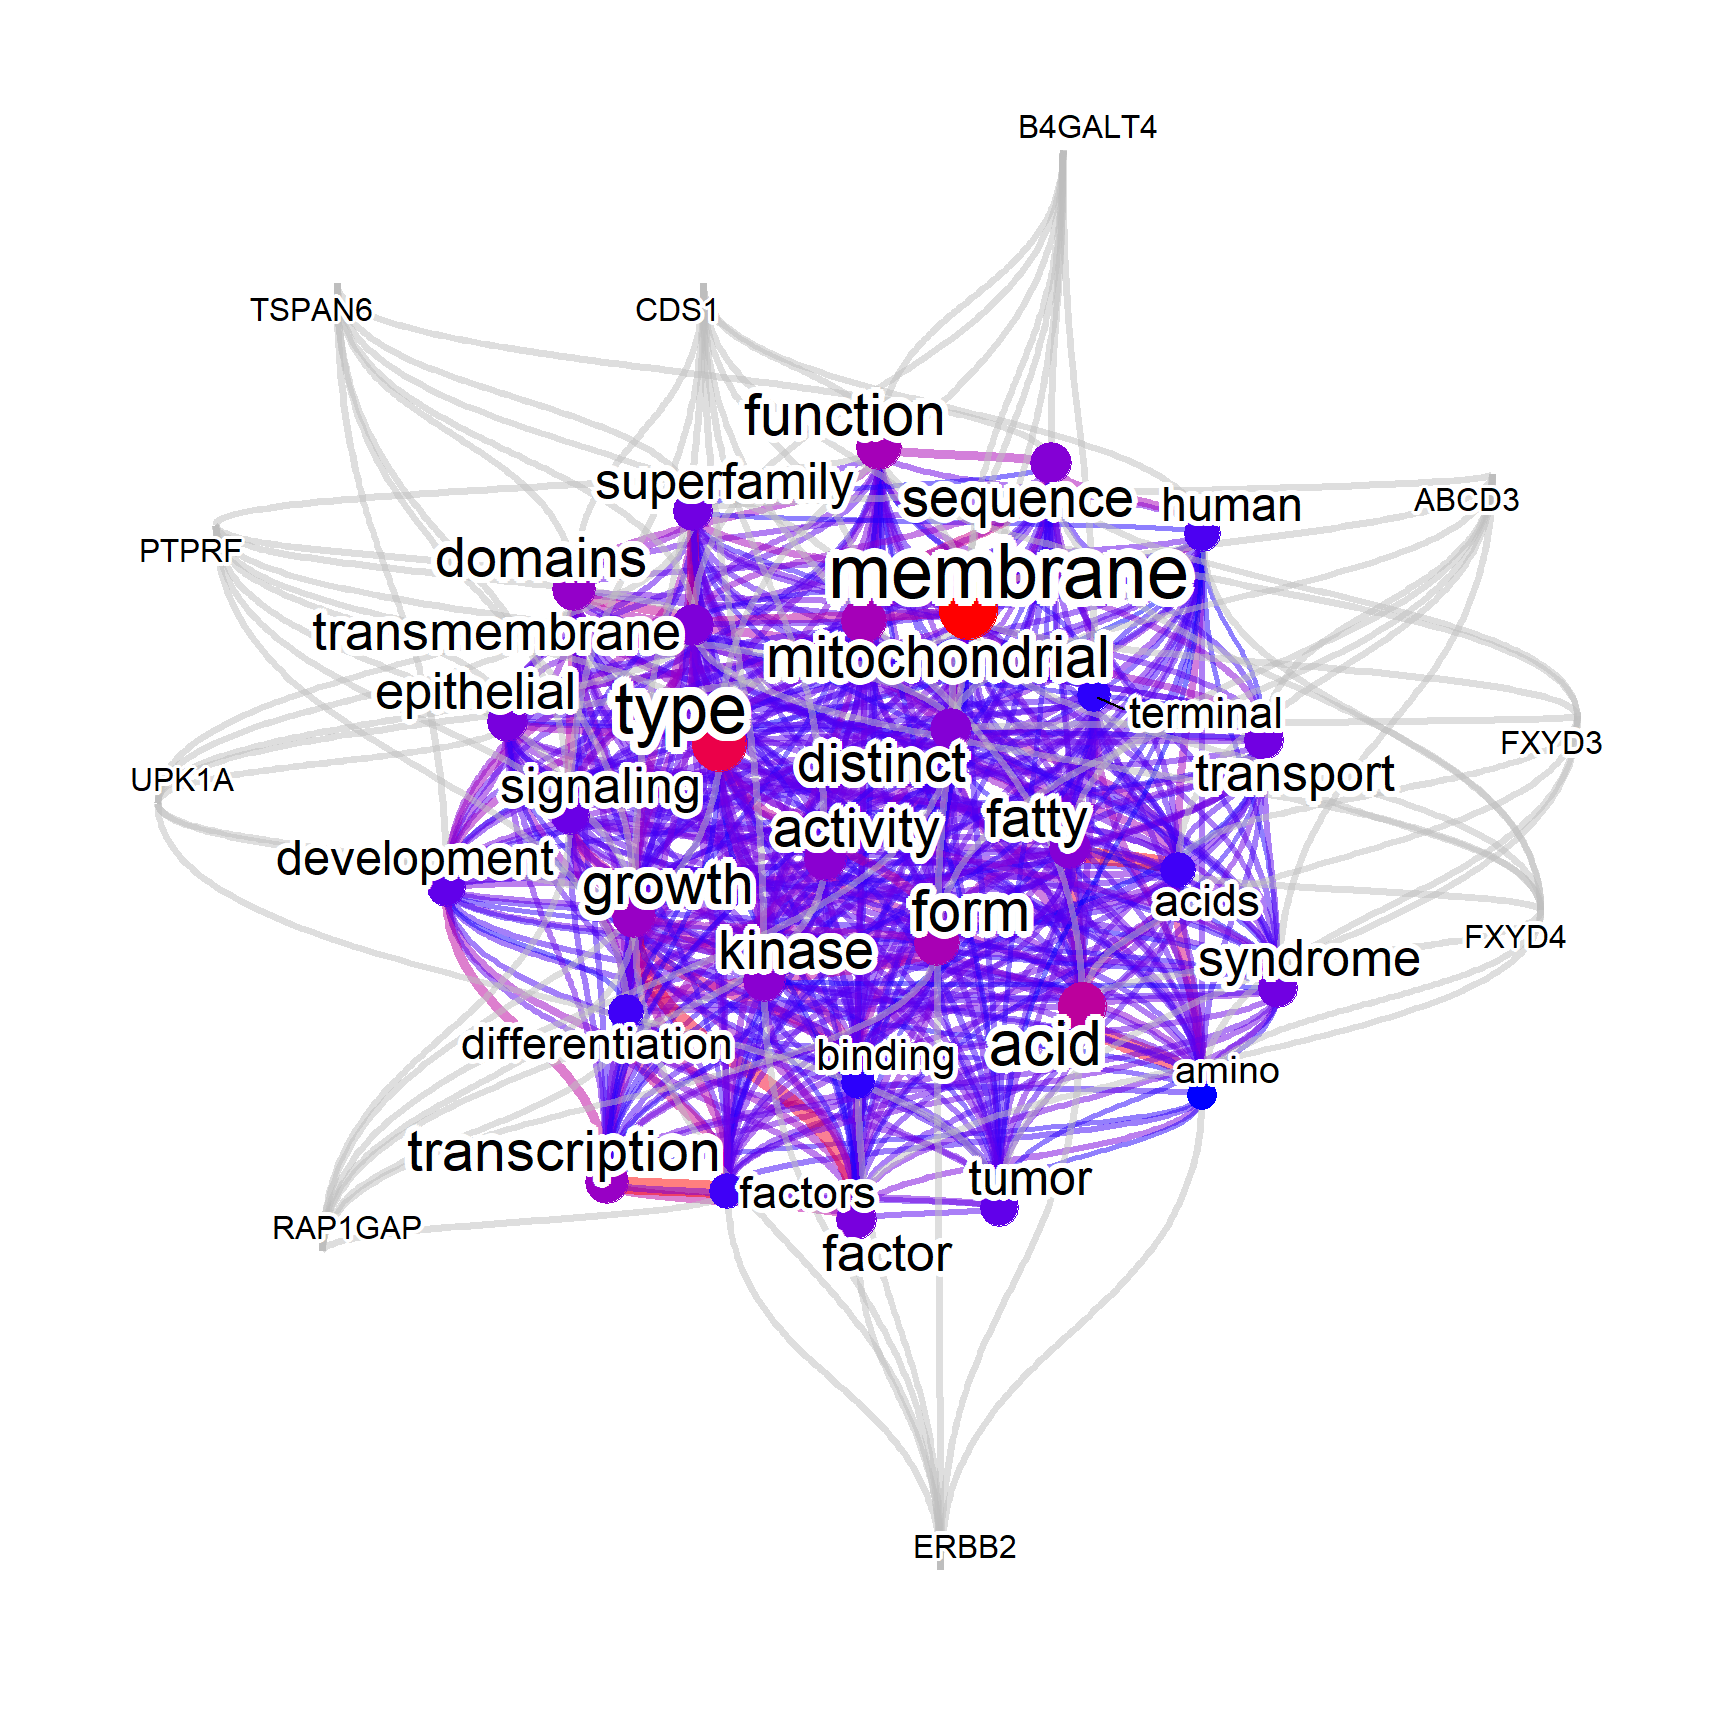 B4GALT4
TSPAN6
CDS1
function
superfamily
sequence
human
ABCD3
PTPRF
domains
membrane
transmembrane
mitochondrial
epithelial
type
terminal
FXYD3
UPK1A
signaling
distinct
transport
development
activity
fatty
growth
form
acids
FXYD4
kinase
syndrome
differentiation
binding
acid
amino
transcription
factors
tumor
RAP1GAP
factor
ERBB2